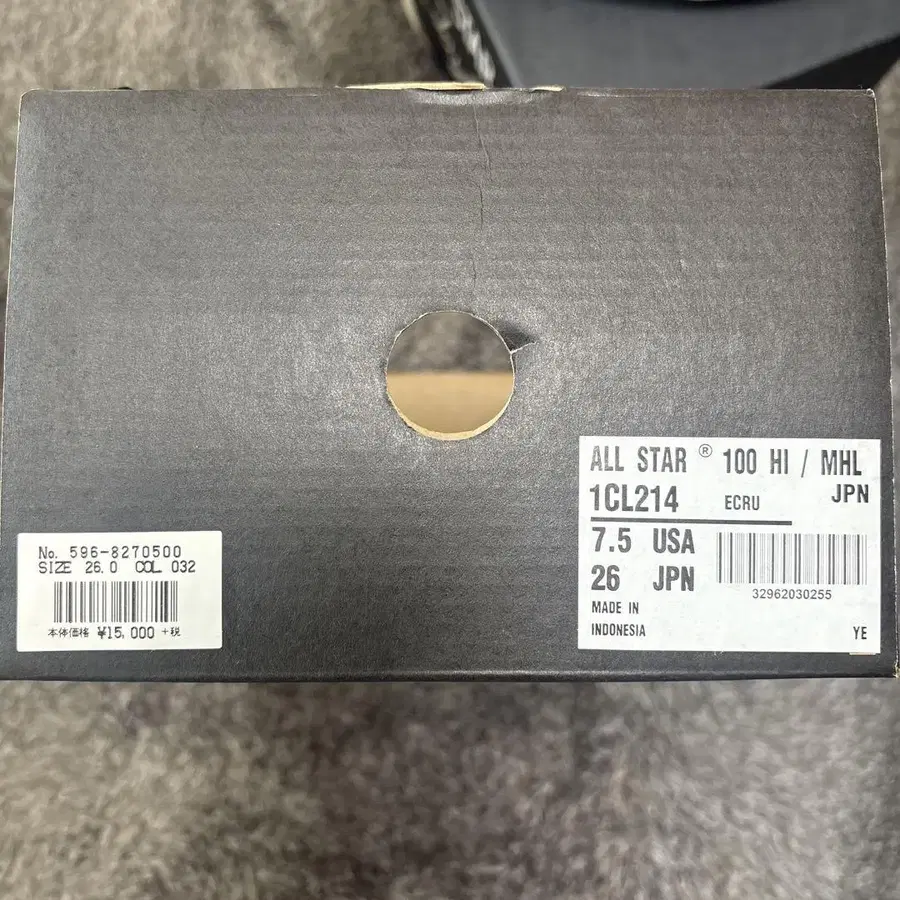 No. 596-8270500
SIZE 26.0 COL 032
本体価格 ¥15,000 +税
ALL STAR ® 100 HI / MHL
1CL214 ECRU JPN
7.5 USA
26 JPN
32962030255
MADE IN
INDONESIA
YE